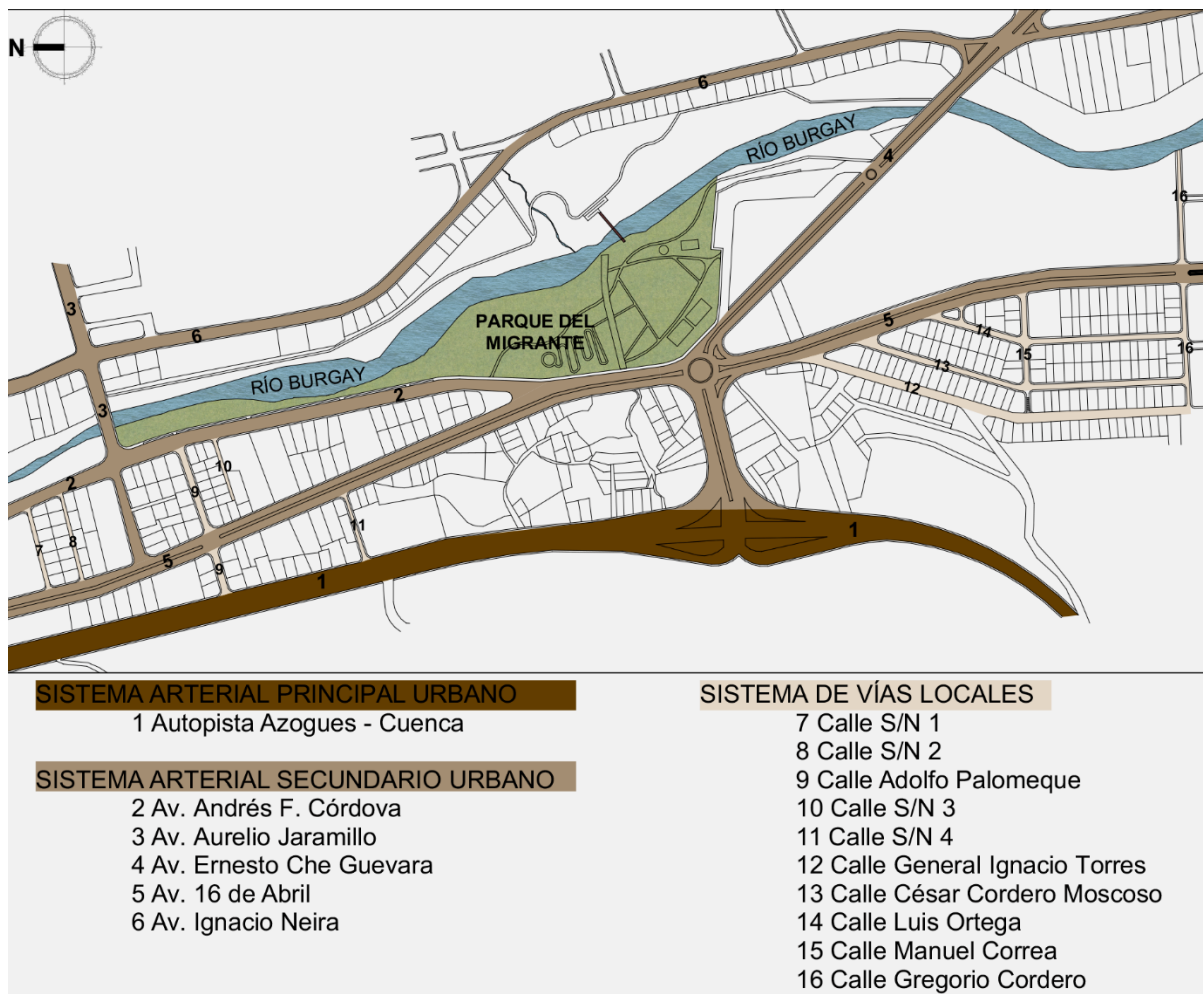 N
6
RÍO BURGAY
4
16
3
PARQUE DEL
MIGRANTE
5
6
14
15
16
13
RÍO BURGAY
12
2
3
10
2
9
11
7
8
5
9
1
1
SISTEMA ARTERIAL PRINCIPAL URBANO
1 Autopista Azogues - Cuenca
SISTEMA ARTERIAL SECUNDARIO URBANO
2 Av. Andrés F. Córdova
3 Av. Aurelio Jaramillo
4 Av. Ernesto Che Guevara
5 Av. 16 de Abril
6 Av. Ignacio Neira
SISTEMA DE VÍAS LOCALES
7 Calle S/N 1
8 Calle S/N 2
9 Calle Adolfo Palomeque
10 Calle S/N 3
11 Calle S/N 4
12 Calle General Ignacio Torres
13 Calle César Cordero Moscoso
14 Calle Luis Ortega
15 Calle Manuel Correa
16 Calle Gregorio Cordero